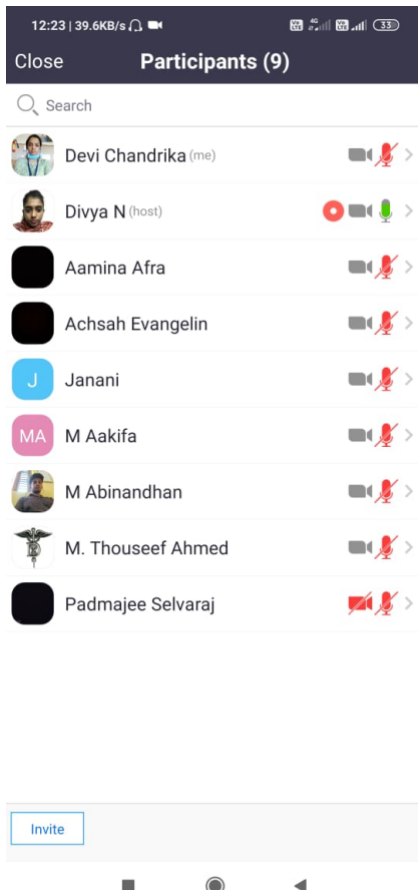 12:23 | 39.6KB/s 4G 33
Close Participants (9)
Search
Devi Chandrika (me)
Divya N (host)
Aamina Afra
Achsah Evangelin
J Janani
MA M Aakifa
M Abinandhan
M. Thouseef Ahmed
Padmajee Selvaraj
Invite